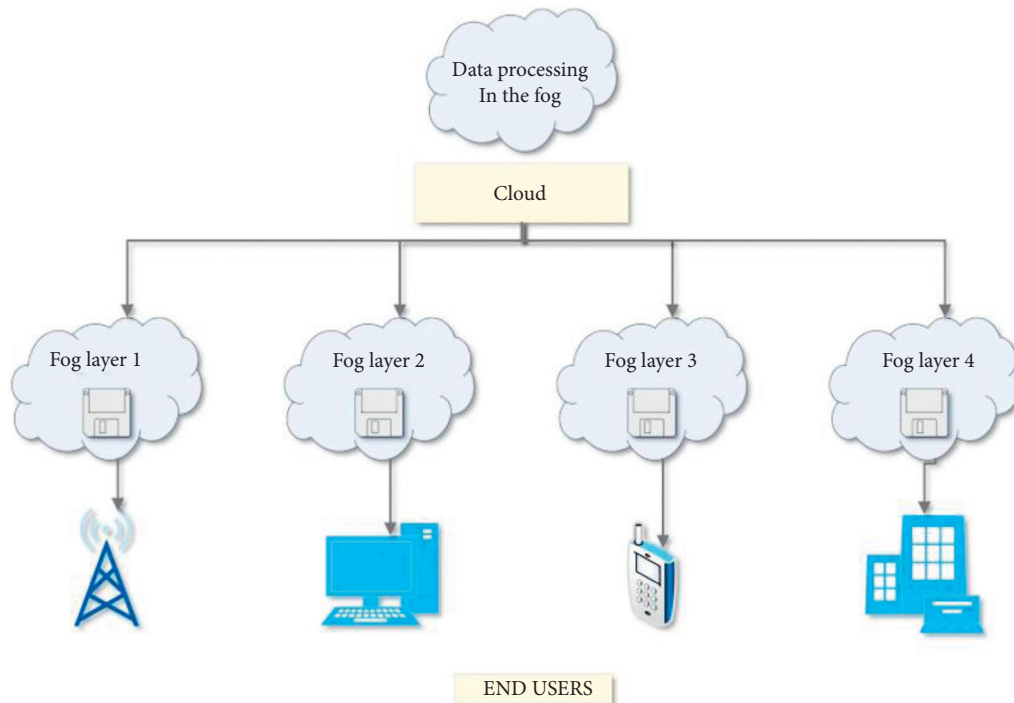 Data processing
In the fog
Cloud
Fog layer 1
Fog layer 2
Fog layer 3
Fog layer 4
END USERS